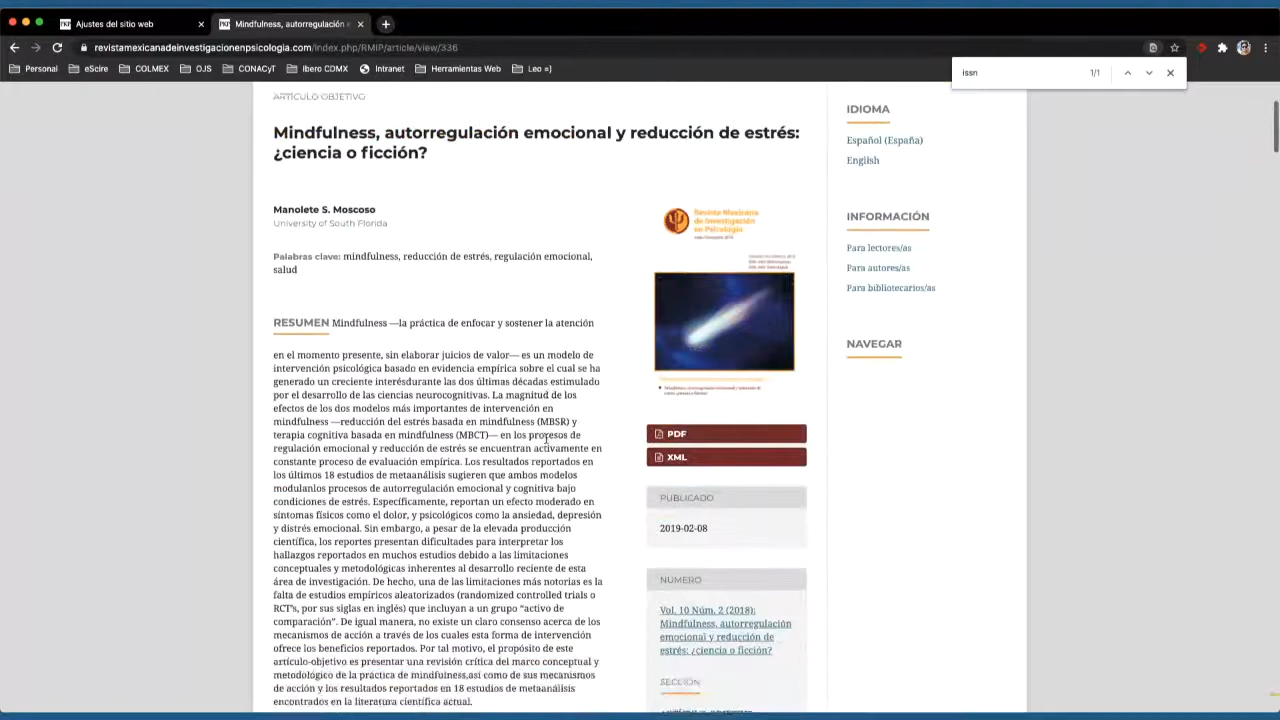 Ajustes del sitio web
Mindfulness, autorregulación e
revistamexicanadeinvestigacionenpsicologia.com/index.php/RMIP/article/view/336
Personal
eScire
COLMEX
OJS
CONACyT
Ibero CDMX
Intranet
Herramientas Web
Leo =)
issn
1/1
ARTÍCULO OBJETIVO
Mindfulness, autorregulación emocional y reducción de estrés:
¿ciencia o ficción?
Manolete S. Moscoso
University of South Florida
Palabras clave: mindfulness, reducción de estrés, regulación emocional,
salud
RESUMEN Mindfulness —la práctica de enfocar y sostener la atención
en el momento presente, sin elaborar juicios de valor— es un modelo de
intervención psicológica basado en evidencia empírica sobre el cual se ha
generado un creciente interésdurante las dos últimas décadas estimulado
por el desarrollo de las ciencias neurocognitivas. La magnitud de los
efectos de los dos modelos más importantes de intervención en
mindfulness —reducción del estrés basada en mindfulness (MBSR) y
terapia cognitiva basada en mindfulness (MBCT)— en los procesos de
regulación emocional y reducción de estrés se encuentran activamente en
constante proceso de evaluación empírica. Los resultados reportados en
los últimos 18 estudios de metaanálisis sugieren que ambos modelos
modulanlos procesos de autorregulación emocional y cognitiva bajo
condiciones de estrés. Específicamente, reportan un efecto moderado en
síntomas físicos como el dolor, y psicológicos como la ansiedad, depresión
y distrés emocional. Sin embargo, a pesar de la elevada producción
científica, los reportes presentan dificultades para interpretar los
hallazgos reportados en muchos estudios debido a las limitaciones
conceptuales y metodológicas inherentes al desarrollo reciente de esta
área de investigación. De hecho, una de las limitaciones más notorias es la
falta de estudios empíricos aleatorizados (randomized controlled trials o
RCT's, por sus siglas en inglés) que incluyan a un grupo "activo de
comparación". De igual manera, no existe un claro consenso acerca de los
mecanismos de acción a través de los cuales esta forma de intervención
ofrece los beneficios reportados. Por tal motivo, el propósito de este
artículo-objetivo es presentar una revisión crítica del marco conceptual y
metodológico de la práctica de mindfulness,así como de sus mecanismos
de acción y los resultados reportados en 18 estudios de metaanálisis
encontrados en la literatura científica actual.
Revista Mexicana
de Investigación
en Psicología
PDF
XML
PUBLICADO
2019-02-08
NÚMERO
Vol. 10 Núm. 2 (2018):
Mindfulness, autorregulación
emocional y reducción de
estrés: ¿ciencia o ficción?
SECCIÓN
ARTÍCULO OBJETIVO
IDIOMA
Español (España)
English
INFORMACIÓN
Para lectores/as
Para autores/as
Para bibliotecarios/as
NAVEGAR